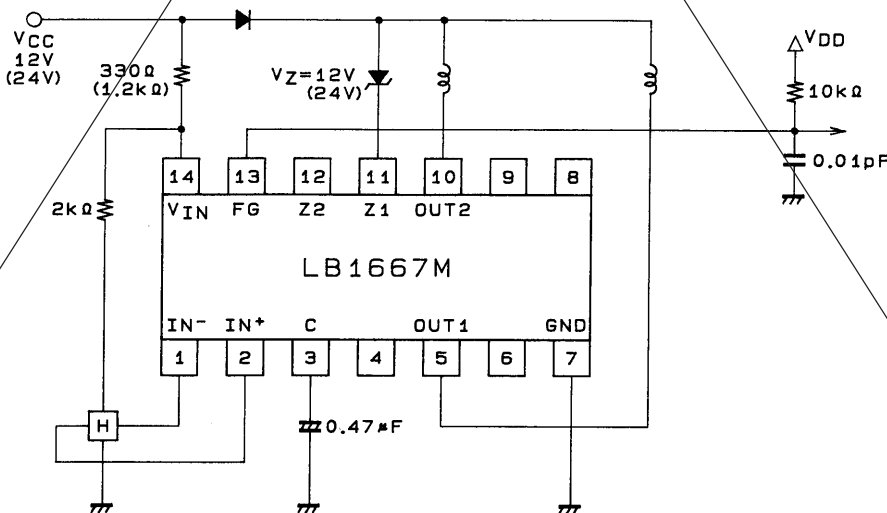 VCC
12V
(24V)
330Ω
(1.2kΩ)
VZ=12V
(24V)
VDD
10kΩ
0.01pF
2kΩ
14 13 12 11 10 9 8
VIN FG Z2 Z1 OUT2
LB1667M
IN- IN+ C OUT1 GND
1 2 3 4 5 6 7
H
0.47μF